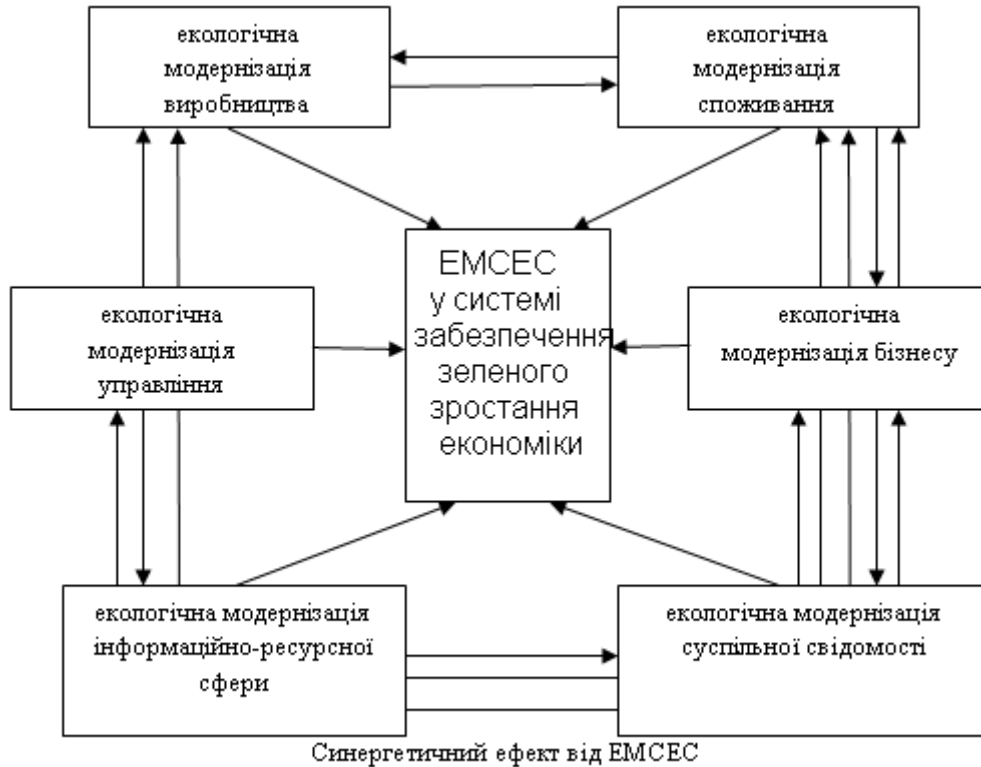 екологічна
модернізація
виробництва
екологічна
модернізація
споживання
екологічна
модернізація
управління
ЕМСЕС
у системі
забезпечення
зеленого
зростання
економіки
екологічна
модернізація бізнесу
екологічна модернізація
інформаційно-ресурсної
сфери
екологічна модернізація
суспільної свідомості
Синергетичний ефект від ЕМСЕС